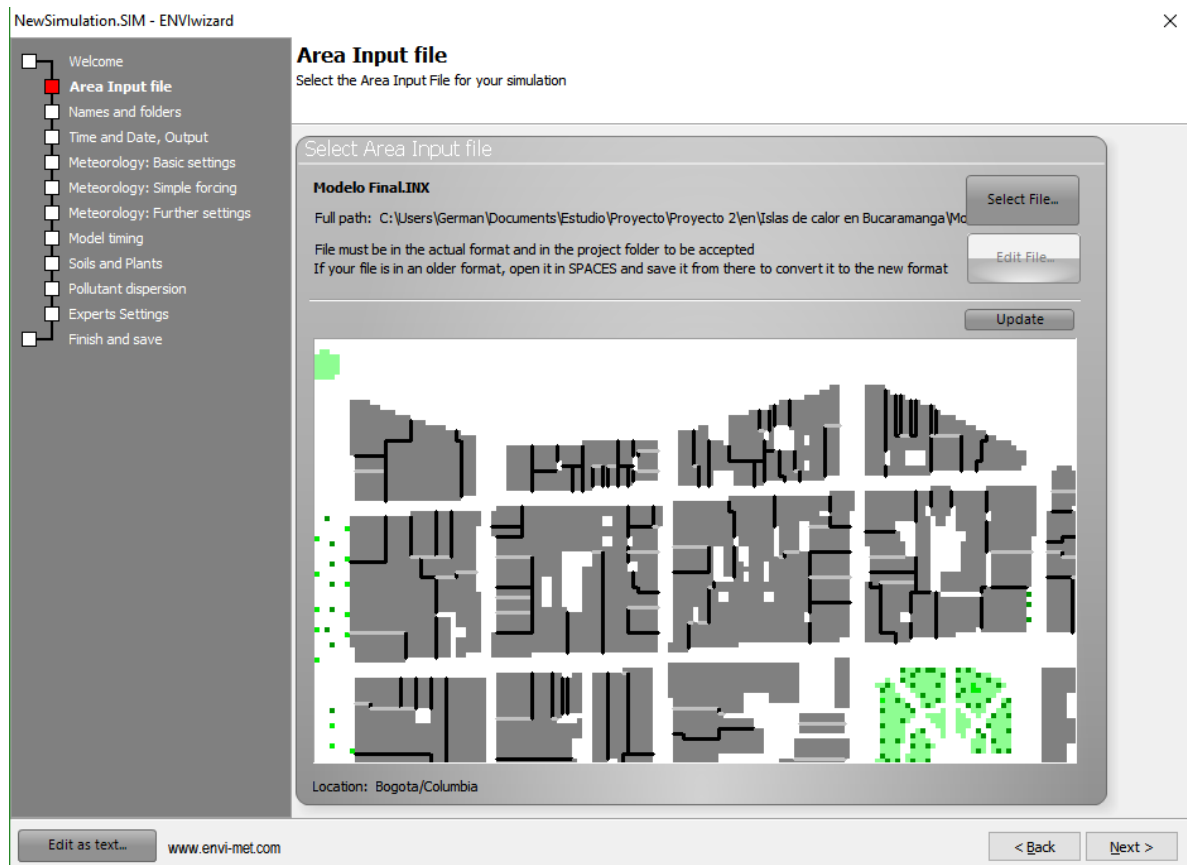 NewSimulation.SIM - ENVIwizard
Welcome
Area Input file
Names and folders
Time and Date, Output
Meteorology: Basic settings
Meteorology: Simple forcing
Meteorology: Further settings
Model timing
Soils and Plants
Pollutant dispersion
Experts Settings
Finish and save
Area Input file
Select the Area Input File for your simulation
Select Area Input file
Modelo Final.INX
Select File...
Full path: C:\Users\German\Documents\Estudio\Proyecto\Proyecto 2\en\Islas de calor en Bucaramanga\Mo
File must be in the actual format and in the project folder to be accepted
Edit File...
If your file is in an older format, open it in SPACES and save it from there to convert it to the new format
Update
Location: Bogota/Columbia
Edit as text...
www.envi-met.com
< Back
Next >